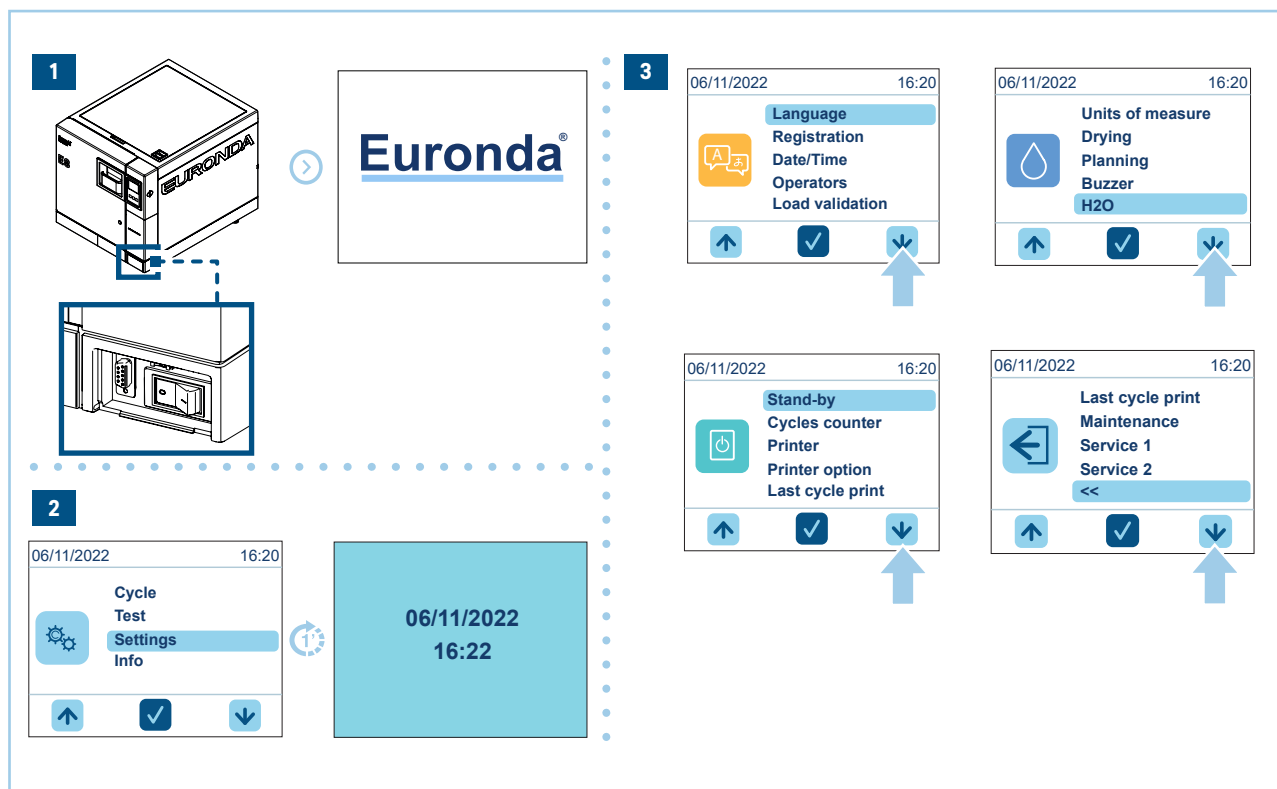 1
E8
EURONDA
Euronda®
2
06/11/2022 16:20
Cycle
Test
Settings
Info
1'
06/11/2022
16:22
3
06/11/2022 16:20
Language
Registration
Date/Time
Operators
Load validation
06/11/2022 16:20
Units of measure
Drying
Planning
Buzzer
H2O
06/11/2022 16:20
Stand-by
Cycles counter
Printer
Printer option
Last cycle print
06/11/2022 16:20
Last cycle print
Maintenance
Service 1
Service 2
<<